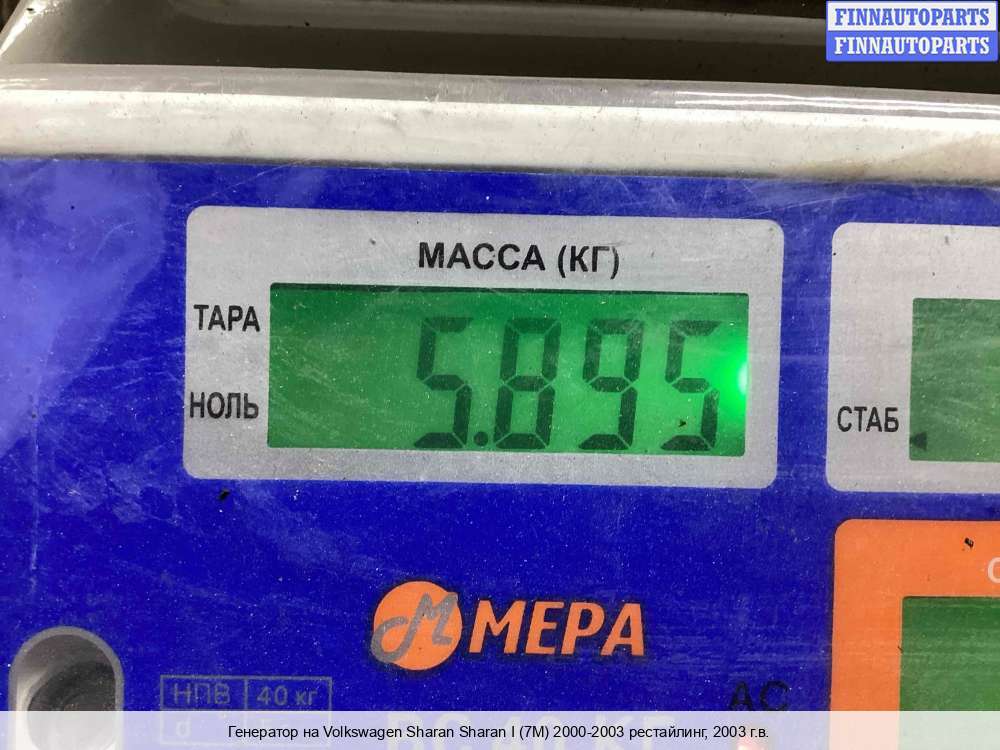 FINNAUTOPARTS
FINNAUTOPARTS
МАССА (КГ)
ТАРА
5.895
НОЛЬ
СТАБ
М МЕРА
НПВ 40 кг
d
АС
Генератор на Volkswagen Sharan Sharan I (7M) 2000-2003 рестайлинг, 2003 г.в.